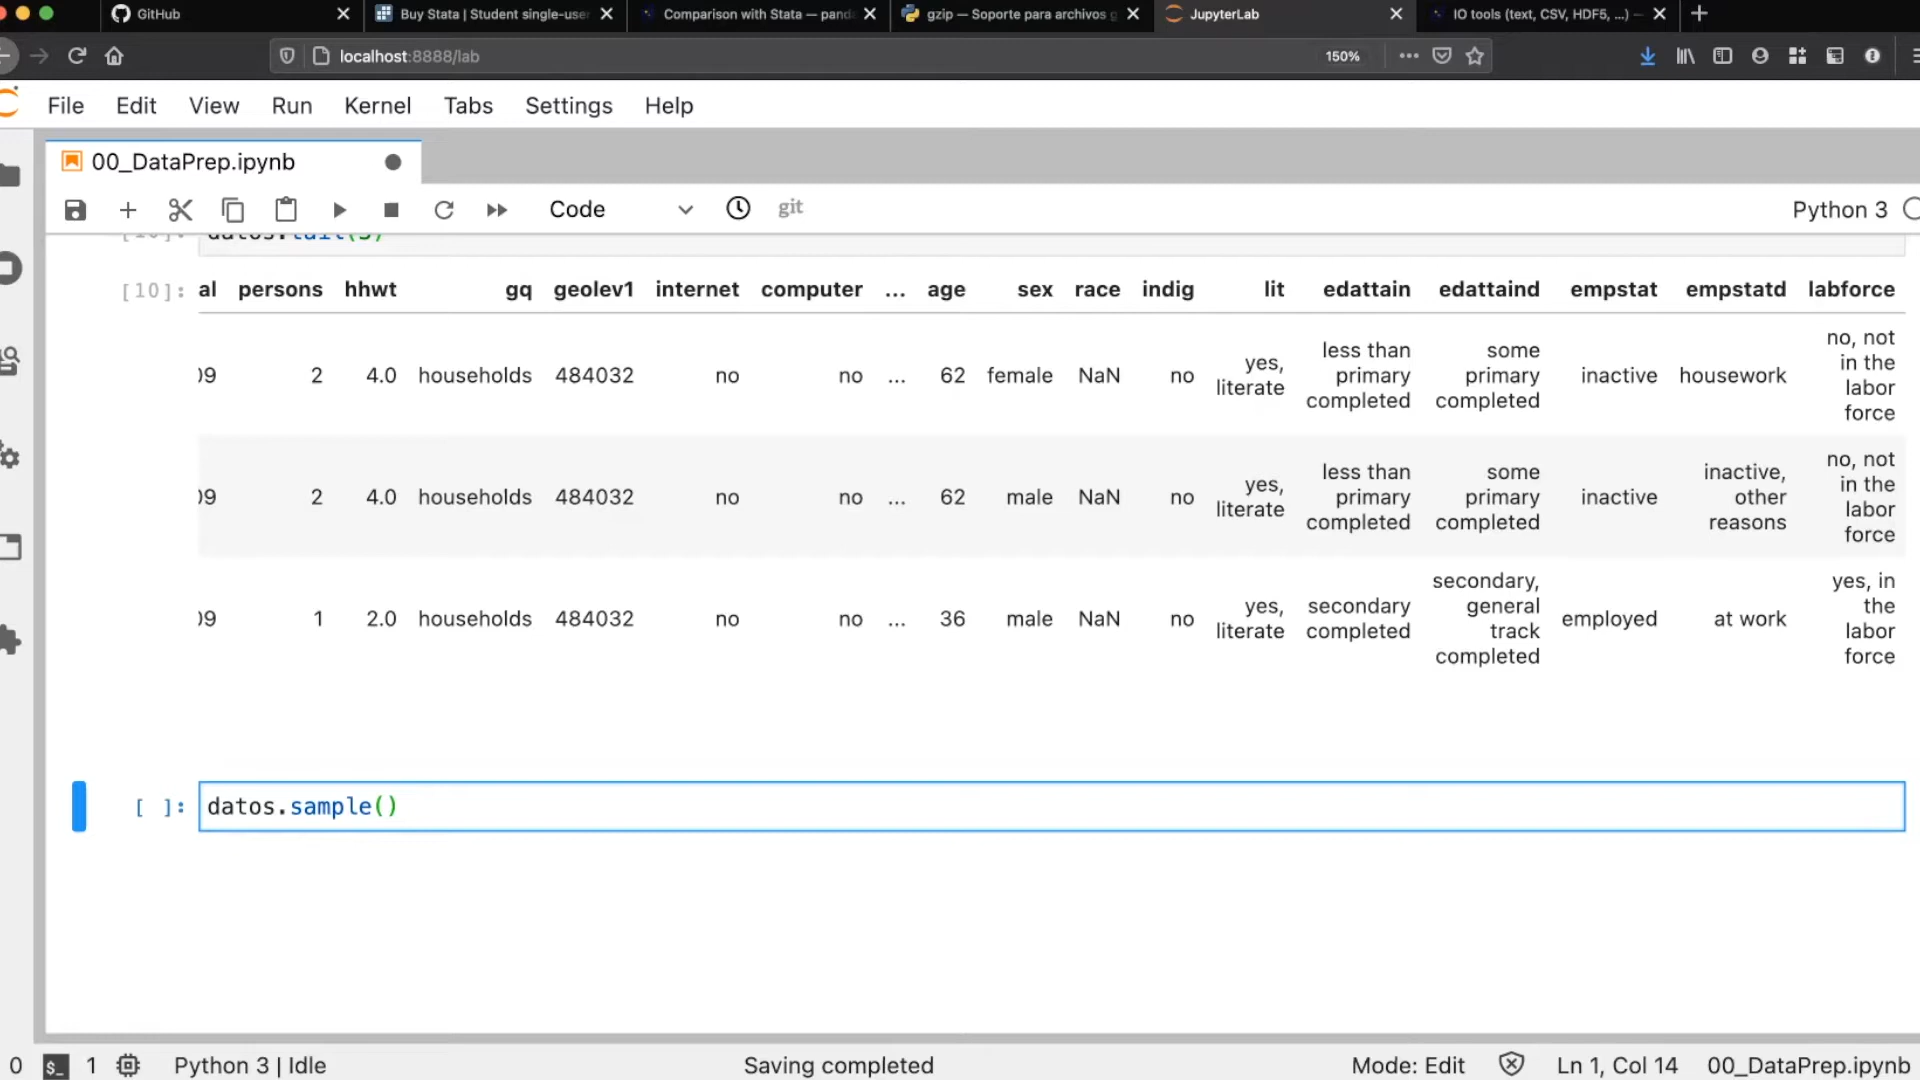 GitHub
Buy Stata | Student single-user
Comparison with Stata — panda
gzip — Soporte para archivos g
JupyterLab
IO tools (text, CSV, HDF5, …) —
localhost:8888/lab
150%
File Edit View Run Kernel Tabs Settings Help
00_DataPrep.ipynb
Code
git
Python 3
datos.tail(3)
[10]: al persons hhwt gq geolev1 internet computer ... age sex race indig lit edattain edattaind empstat empstatd labforce
09 2 4.0 households 484032 no no ... 62 female NaN no yes, literate less than primary completed some primary completed inactive housework no, not in the labor force
09 2 4.0 households 484032 no no ... 62 male NaN no yes, literate less than primary completed some primary completed inactive inactive, other reasons no, not in the labor force
09 1 2.0 households 484032 no no ... 36 male NaN no yes, literate secondary completed secondary, general track completed employed at work yes, in the labor force
[ ]: datos.sample()
0 $_ 1 Python 3 | Idle Saving completed Mode: Edit Ln 1, Col 14 00_DataPrep.ipynb